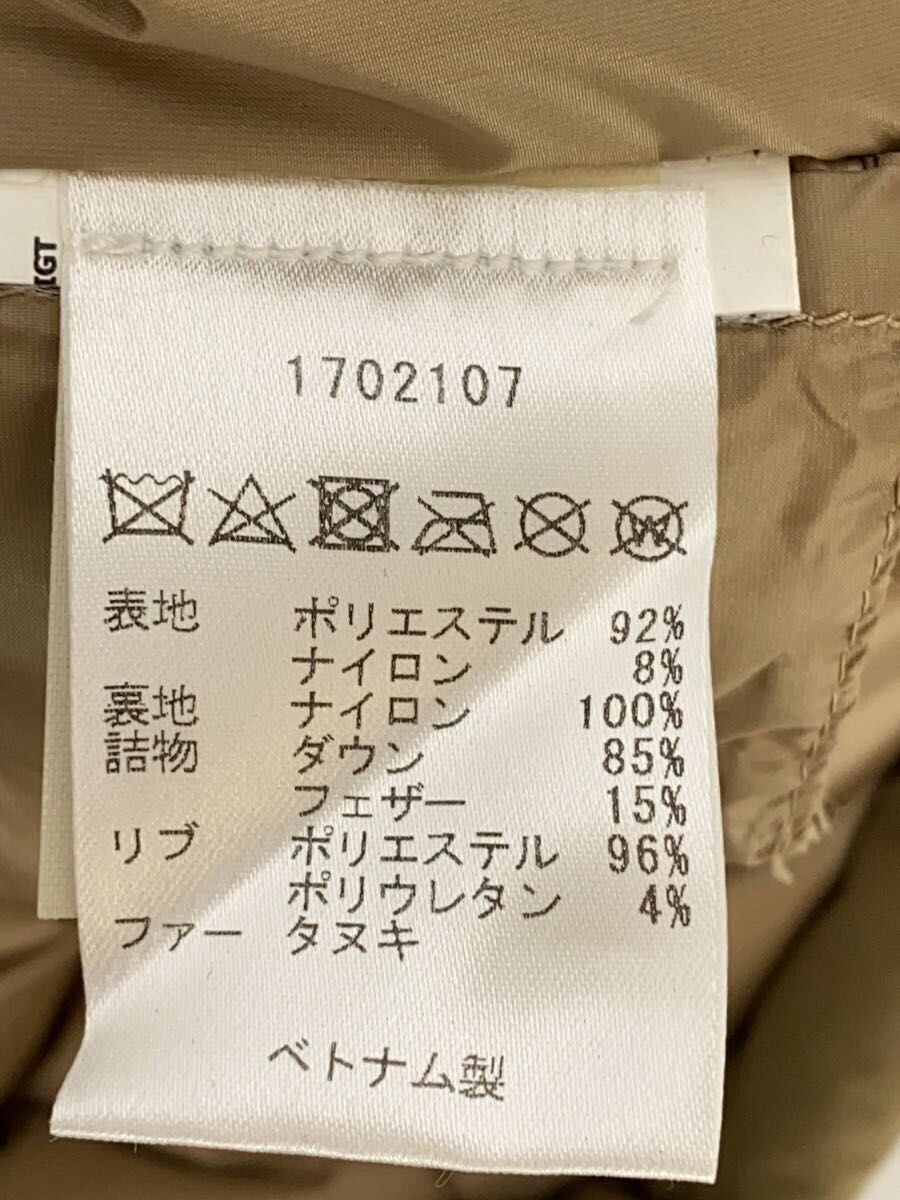 IGT
1702107
W
表地 ポリエステル 92%
ナイロン 8%
裏地 ナイロン 100%
詰物 ダウン 85%
フェザー 15%
リブ ポリエステル 96%
ポリウレタン 4%
ファー タヌキ
ベトナム製